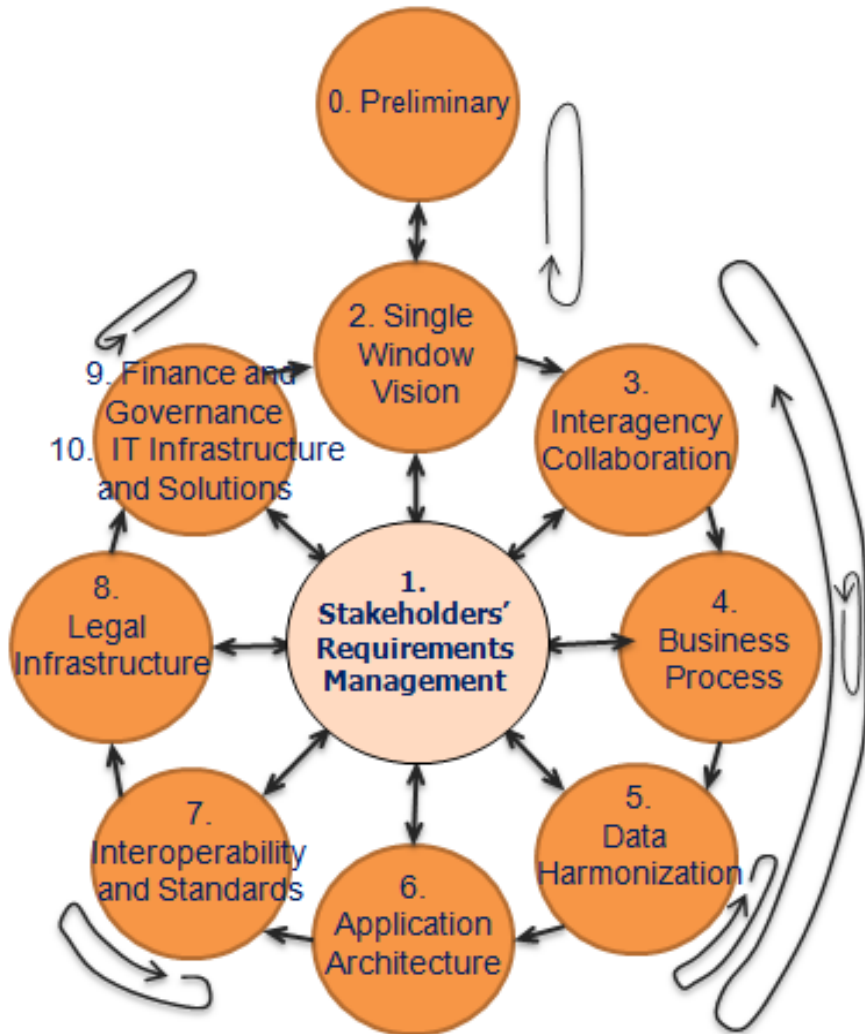 0. Preliminary
2. Single
Window
Vision
3.
Interagency
Collaboration
9. Finance and
Governance
10. IT Infrastructure
and Solutions
1.
Stakeholders’
Requirements
Management
4.
Business
Process
8.
Legal
Infrastructure
5.
Data
Harmonization
7.
Interoperability
and Standards
6.
Application
Architecture